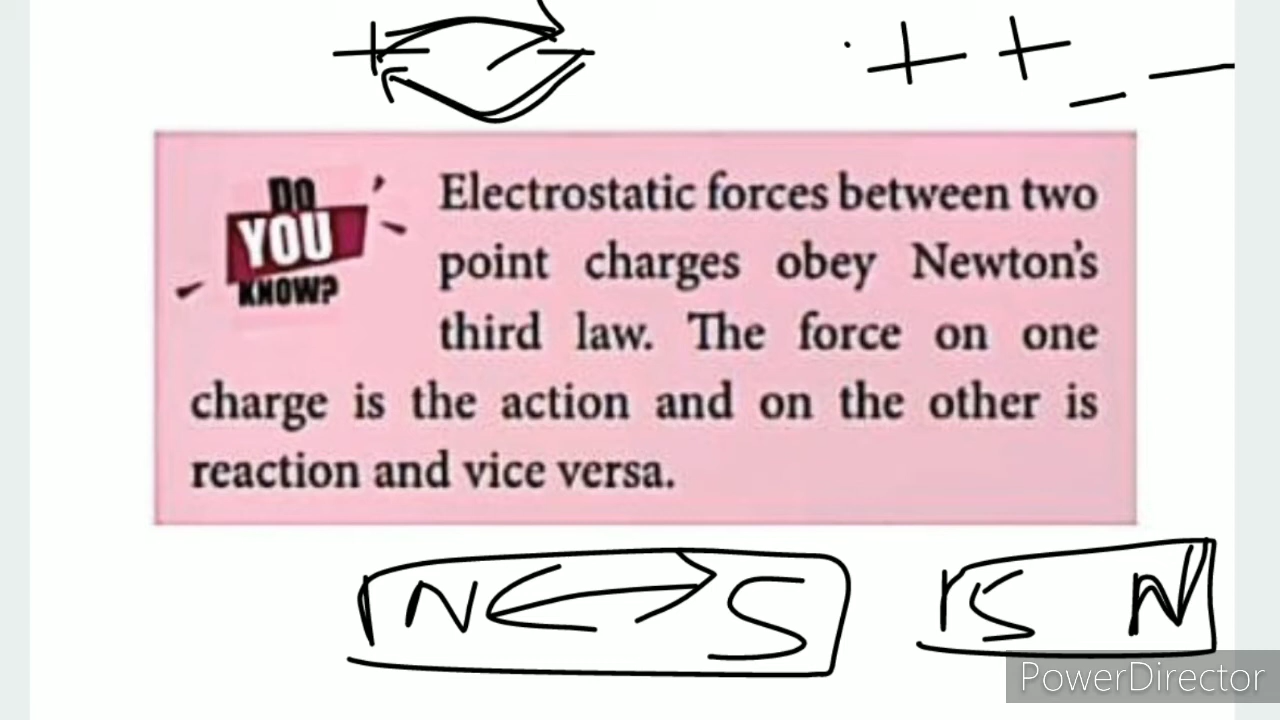 + − + + − −
DO
YOU
KNOW?
Electrostatic forces between two
point charges obey Newton's
third law. The force on one
charge is the action and on the other is
reaction and vice versa.
N S S N
PowerDirector